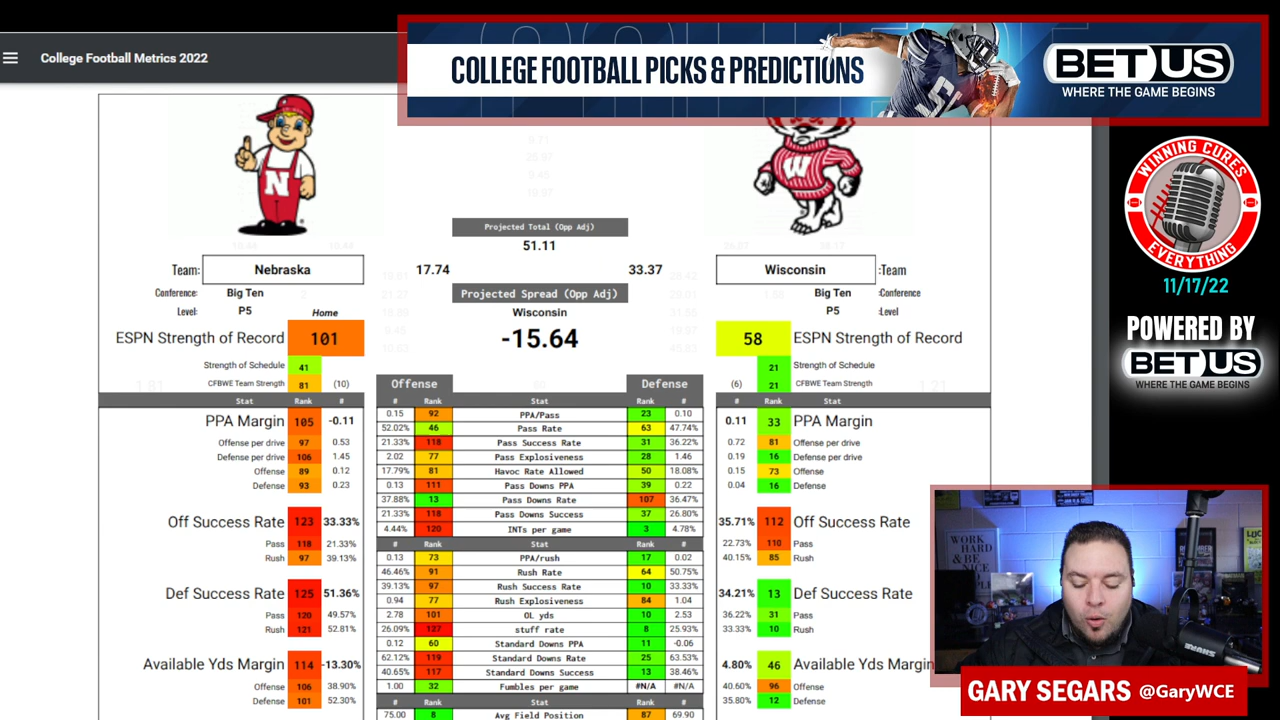 College Football Metrics 2022
COLLEGE FOOTBALL PICKS & PREDICTIONS
BETUS
WHERE THE GAME BEGINS
N
W
Projected Total (Opp Adj)
51.11
Team: Nebraska 17.74 33.37 Wisconsin :Team
Conference: Big Ten Projected Spread (Opp Adj) Big Ten :Conference
Level: P5 Home Wisconsin P5 :Level
ESPN Strength of Record 101 -15.64 58 ESPN Strength of Record
Strength of Schedule 41 21 Strength of Schedule
CFBWE Team Strength 81 (10) Offense Defense (6) 21 CFBWE Team Strength
Stat Rank # # Rank Stat Rank # # Rank Stat
PPA Margin 105 -0.11 0.11 33 PPA Margin
Offense per drive 97 0.53 0.72 81 Offense per drive
Defense per drive 106 1.45 0.19 16 Defense per drive
Offense 89 0.12 0.15 73 Offense
Defense 93 0.23 0.04 16 Defense
Off Success Rate 123 33.33% 35.71% 112 Off Success Rate
Pass 118 21.33% 22.73% 110 Pass
Rush 97 39.13% 40.15% 85 Rush
Def Success Rate 125 51.36% 34.21% 13 Def Success Rate
Pass 120 49.57% 36.22% 31 Pass
Rush 121 52.81% 33.33% 10 Rush
Available Yds Margin 114 -13.30% 4.80% 46 Available Yds Margin
Offense 106 38.90% 40.60% 96 Offense
Defense 101 52.30% 35.80% 12 Defense
0.15 92 PPA/Pass 23 0.10
52.02% 46 Pass Rate 63 47.74%
21.33% 118 Pass Success Rate 31 36.22%
2.02 77 Pass Explosiveness 28 1.46
17.79% 81 Havoc Rate Allowed 50 18.08%
0.13 111 Pass Downs PPA 39 0.22
37.88% 13 Pass Downs Rate 107 36.47%
21.33% 118 Pass Downs Success 37 26.80%
4.44% 120 INTs per game 3 4.78%
# Rank Stat Rank #
0.13 73 PPA/rush 17 0.02
46.46% 91 Rush Rate 64 50.75%
39.13% 97 Rush Success Rate 10 33.33%
0.94 77 Rush Explosiveness 84 1.04
2.78 101 OL yds 10 2.53
26.09% 127 stuff rate 8 25.93%
0.12 60 Standard Downs PPA 11 -0.06
62.12% 119 Standard Downs Rate 25 63.53%
40.65% 117 Standard Downs Success 13 38.46%
1.00 32 Fumbles per game #N/A #N/A
# Rank Stat Rank #
75.00 8 Avg Field Position 87 69.90
WINNING CURES
EVERYTHING
11/17/22
POWERED BY
BETUS
WHERE THE GAME BEGINS
WORK
HARD &
BE NICE
GARY SEGARS @GaryWCE